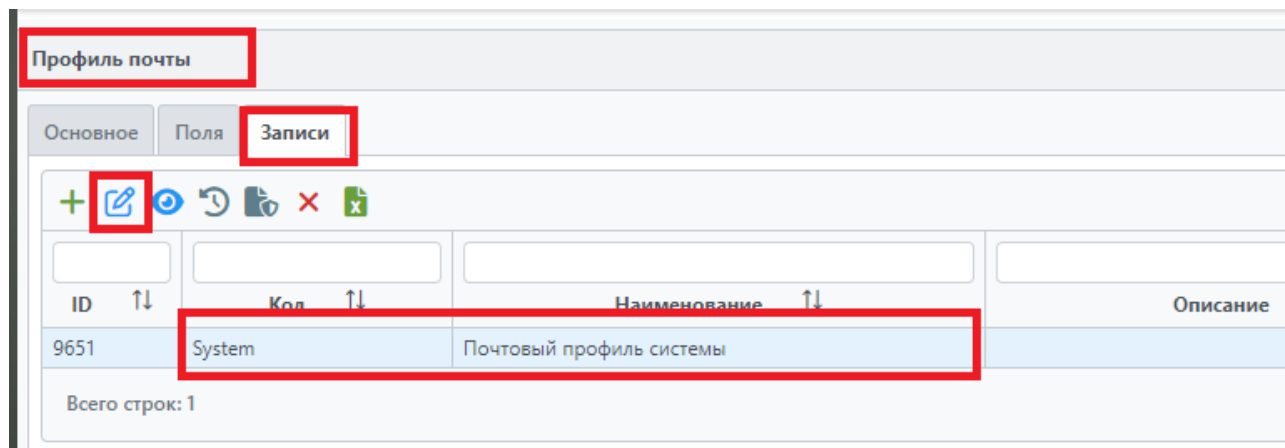 Профиль почты
Основное Поля Записи
ID Код Наименование Описание
9651 System Почтовый профиль системы
Всего строк: 1